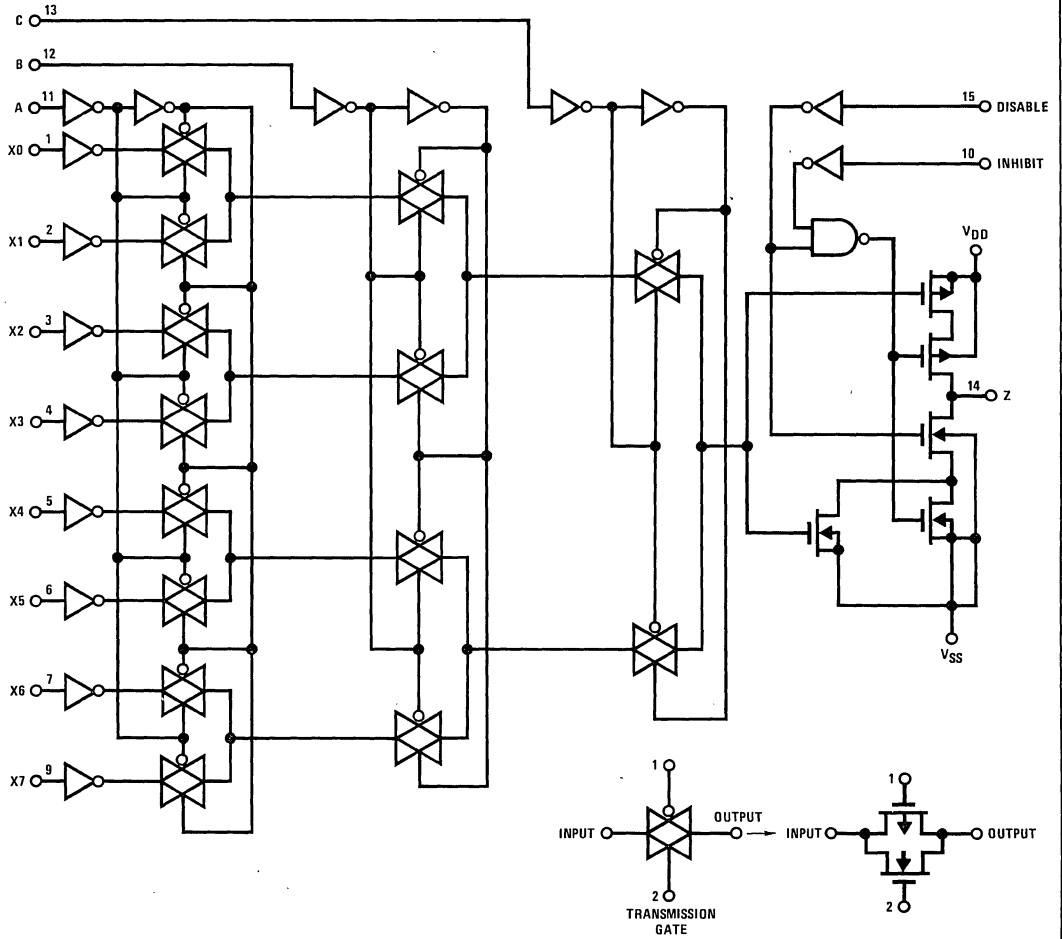 C 13
B 12
A 11
15 DISABLE
X0 1
10 INHIBIT
X1 2
VDD
X2 3
14 Z
X3 4
X4 5
X5 6
VSS
X6 7
X9 9
1
1
INPUT
OUTPUT
INPUT
OUTPUT
2
2
TRANSMISSION
GATE